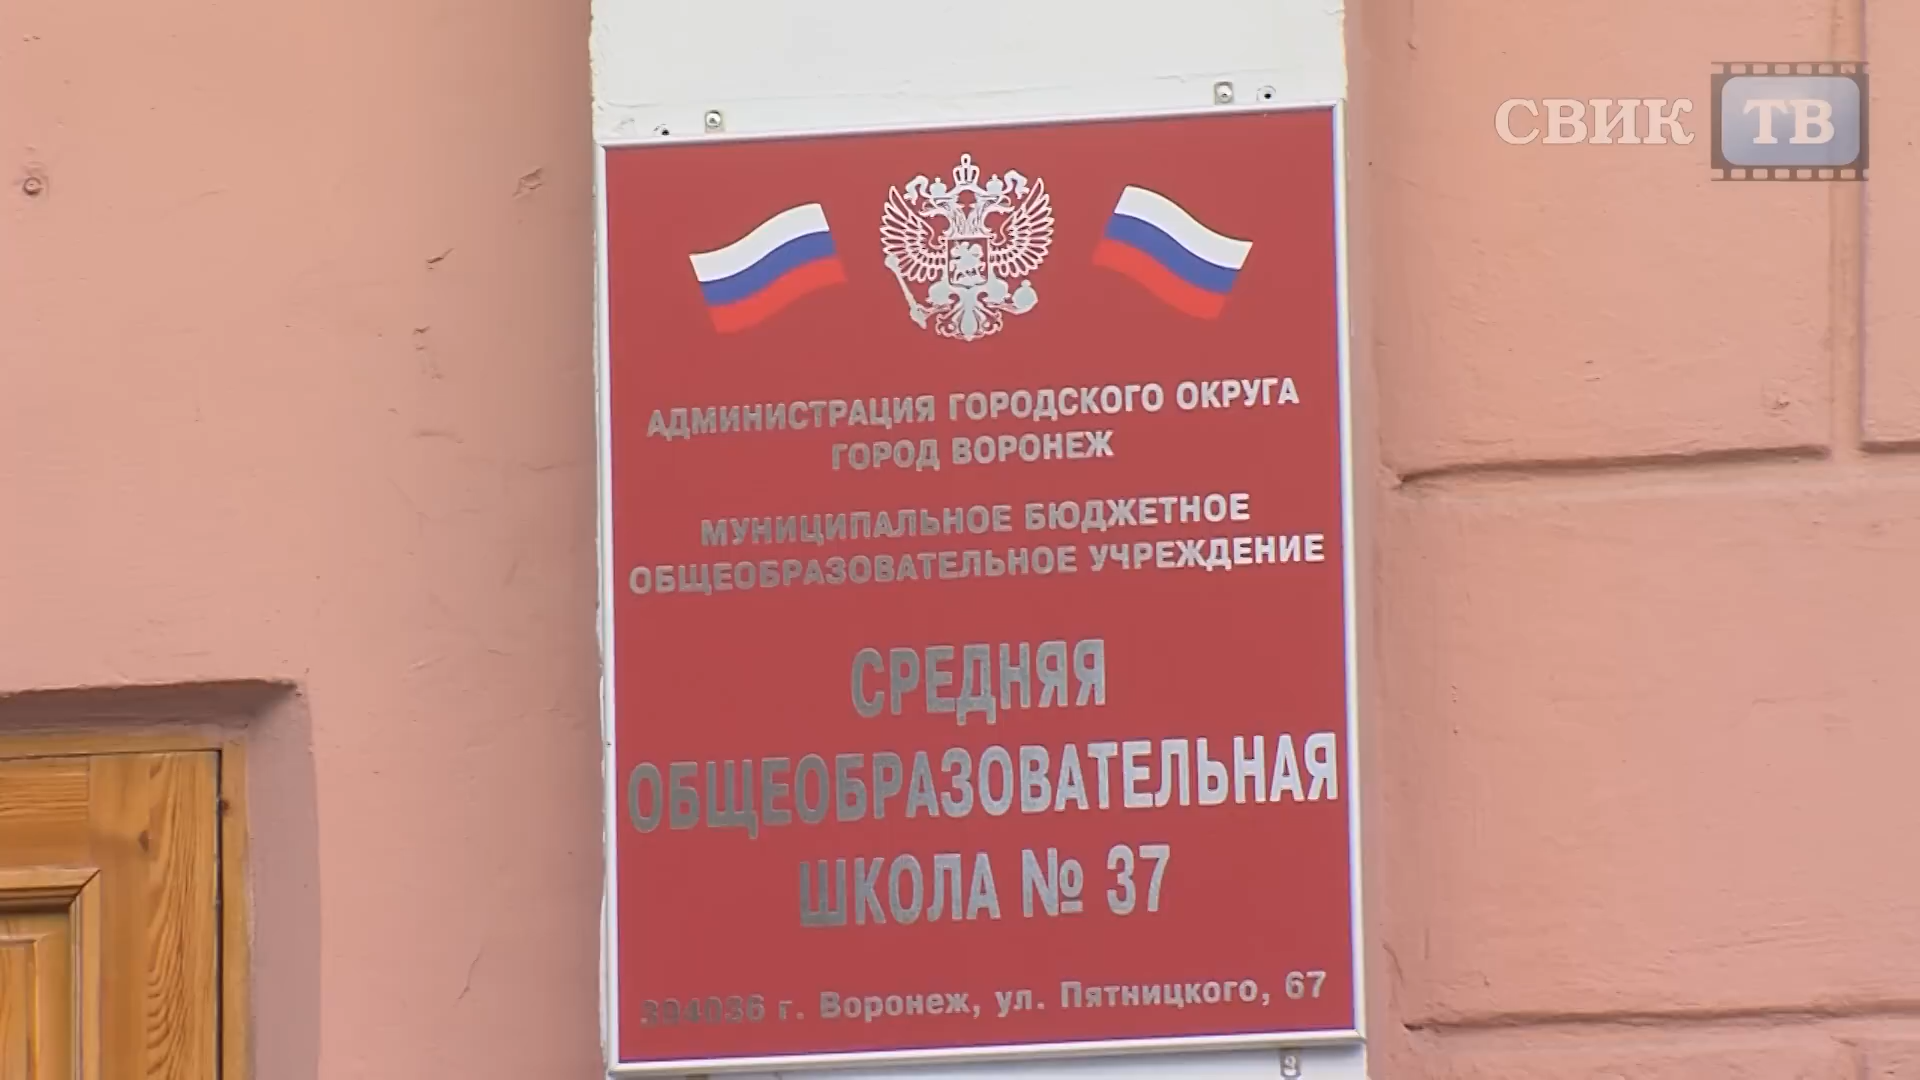 СВИК ТВ
АДМИНИСТРАЦИЯ ГОРОДСКОГО ОКРУГА
ГОРОД ВОРОНЕЖ
МУНИЦИПАЛЬНОЕ БЮДЖЕТНОЕ
ОБЩЕОБРАЗОВАТЕЛЬНОЕ УЧРЕЖДЕНИЕ
СРЕДНЯЯ
ОБЩЕОБРАЗОВАТЕЛЬНАЯ
ШКОЛА № 37
394036 г. Воронеж, ул. Пятницкого, 67